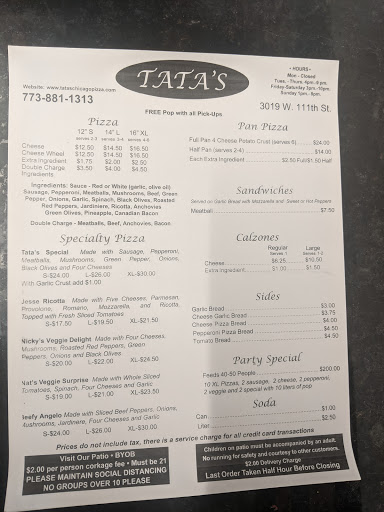 Website: www.tataschicagopizza.com
773-881-1313
TATA'S
• HOURS •
Mon - Closed
Tues. - Thurs. 4pm.-9 pm.
Friday-Saturday 3pm.-10pm.
Sunday 1pm.- 9pm.
FREE Pop with all Pick-Ups
3019 W. 111th St.
Pizza
12" S 14" L 16" XL
serves 2-3 serves 3-4 serves 4-5
Cheese $12.50 $14.50 $16.50
Cheese Wheel $12.50 $14.50 $16.50
Extra Ingredient $1.75 $2.00 $2.50
Double Charge $3.50 $4.00 $4.50
Ingredients
Ingredients: Sauce - Red or White (garlic, olive oil)
Sausage, Pepperoni, Meatballs, Mushrooms, Beef, Green
Pepper, Onions, Garlic, Spinach, Black Olives, Roasted
Red Peppers, Jardiniere, Ricotta, Anchovies
Green Olives, Pineapple, Canadian Bacon
Double Charge - Meatballs, Beef, Anchovies, Bacon
Specialty Pizza
Tata's Special Made with Sausage, Pepperoni,
Meatballs, Mushrooms, Green Pepper, Onion,
Black Olives and Four Cheeses
S-$24.00 L-$26.00 XL-$30.00
With Garlic Crust add $1.00
Jesse Ricotta Made with Five Cheeses, Parmesan,
Provolone, Romano, Mozzarella, and Ricotta,
Topped with Fresh Sliced Tomatoes
S-$17.50 L-$19.50 XL-$21.50
Nicky's Veggie Delight Made with Four Cheeses,
Mushrooms, Roasted Red Peppers, Green
Peppers, Onions and Black Olives
S-$20.00 L-$22.00 XL-$24.50
Nat's Veggie Surprise Made with Sliced
Tomatoes, Spinach, Four Cheeses and Garlic
S-$19.00 L-$21.00 XL-$23.50
Beefy Angelo Made with Sliced Beef Peppers, Onions,
Mushrooms, Jardiniere, Four Cheeses and Garlic
S-$24.00 L-$26.00 XL-$30.00
Pan Pizza
Full Pan 4 Cheese Potato Crust (serves 6) $24.00
Half Pan (serves 2-4) $14.00
Each Extra Ingredient $2.50 Full/$1.50 Half
Sandwiches
Served on Garlic Bread with Mozzarella and Sweet or Hot Peppers
Meatball $7.50
Calzones
Regular Large
Serves 1 Serves 1-2
Cheese $6.25 $10.50
Extra Ingredient $1.00 $1.50
Sides
Garlic Bread $3.00
Cheese Garlic Bread $3.75
Cheese Pizza Bread $4.00
Pepperoni Pizza Bread $4.50
Tomato Bread $4.50
Party Special
Feeds 40-50 People $200.00
10 XL Pizzas, 2 sausage, 2 cheese, 2 pepperoni,
2 veggie and 2 special with 10 liters of pop
Soda
Can $1.00
Liter $2.50
Prices do not include tax, there is a service charge for all credit card transactions
Visit Our Patio • BYOB
$2.00 per person corkage fee • Must be 21
PLEASE MAINTAIN SOCIAL DISTANCING
NO GROUPS OVER 10 PLEASE
Children on patio must be accompanied by an adult.
No running for safety and courtesy to other customers.
$2.00 Delivery Charge
Last Order Taken Half Hour Before Closing